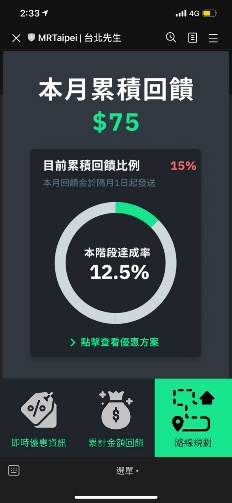 2:33
4G
MRTaipei | 台北先生
本月累積回饋
$75
目前累積回饋比例
15%
本月回饋金於隔月1日起發送
本階段達成率
12.5%
點擊查看優惠方案
即時優惠資訊
累計金額回饋
路線規劃
選單